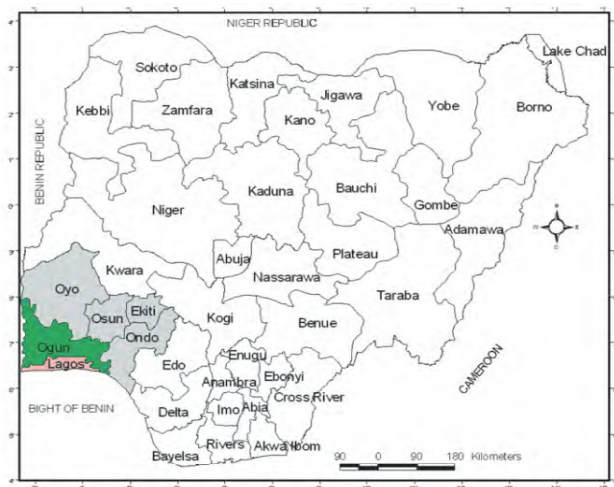 NIGER REPUBLIC
Lake Chad
Sokoto
Katsina
Jigawa
Kebbi
Zamfara
Yobe
Borno
Kano
BENIN REPUBLIC
Kaduna
Bauchi
Gombe
Niger
Adamawa
Abuja
Plateau
Kwara
Nassarawa
Oyo
Taraba
Ekiti
Osun
Kogi
Benue
Ondo
Ogun
Enugu
Lagos
Edo
CAMEROON
Anambra
Ebonyi
Cross River
BIGHT OF BENIN
Delta
Imo
Abia
Rivers
Akwa Ibom
Bayelsa
90 0 90 180 Kilometers